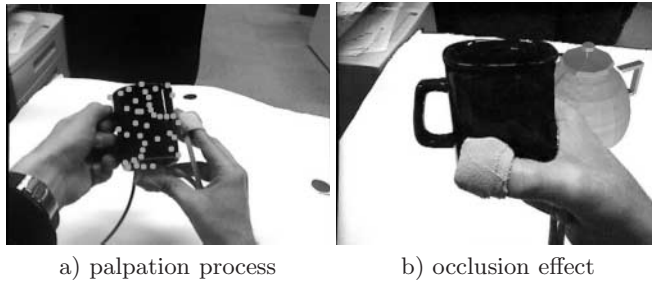 a) palpation process
b) occlusion effect